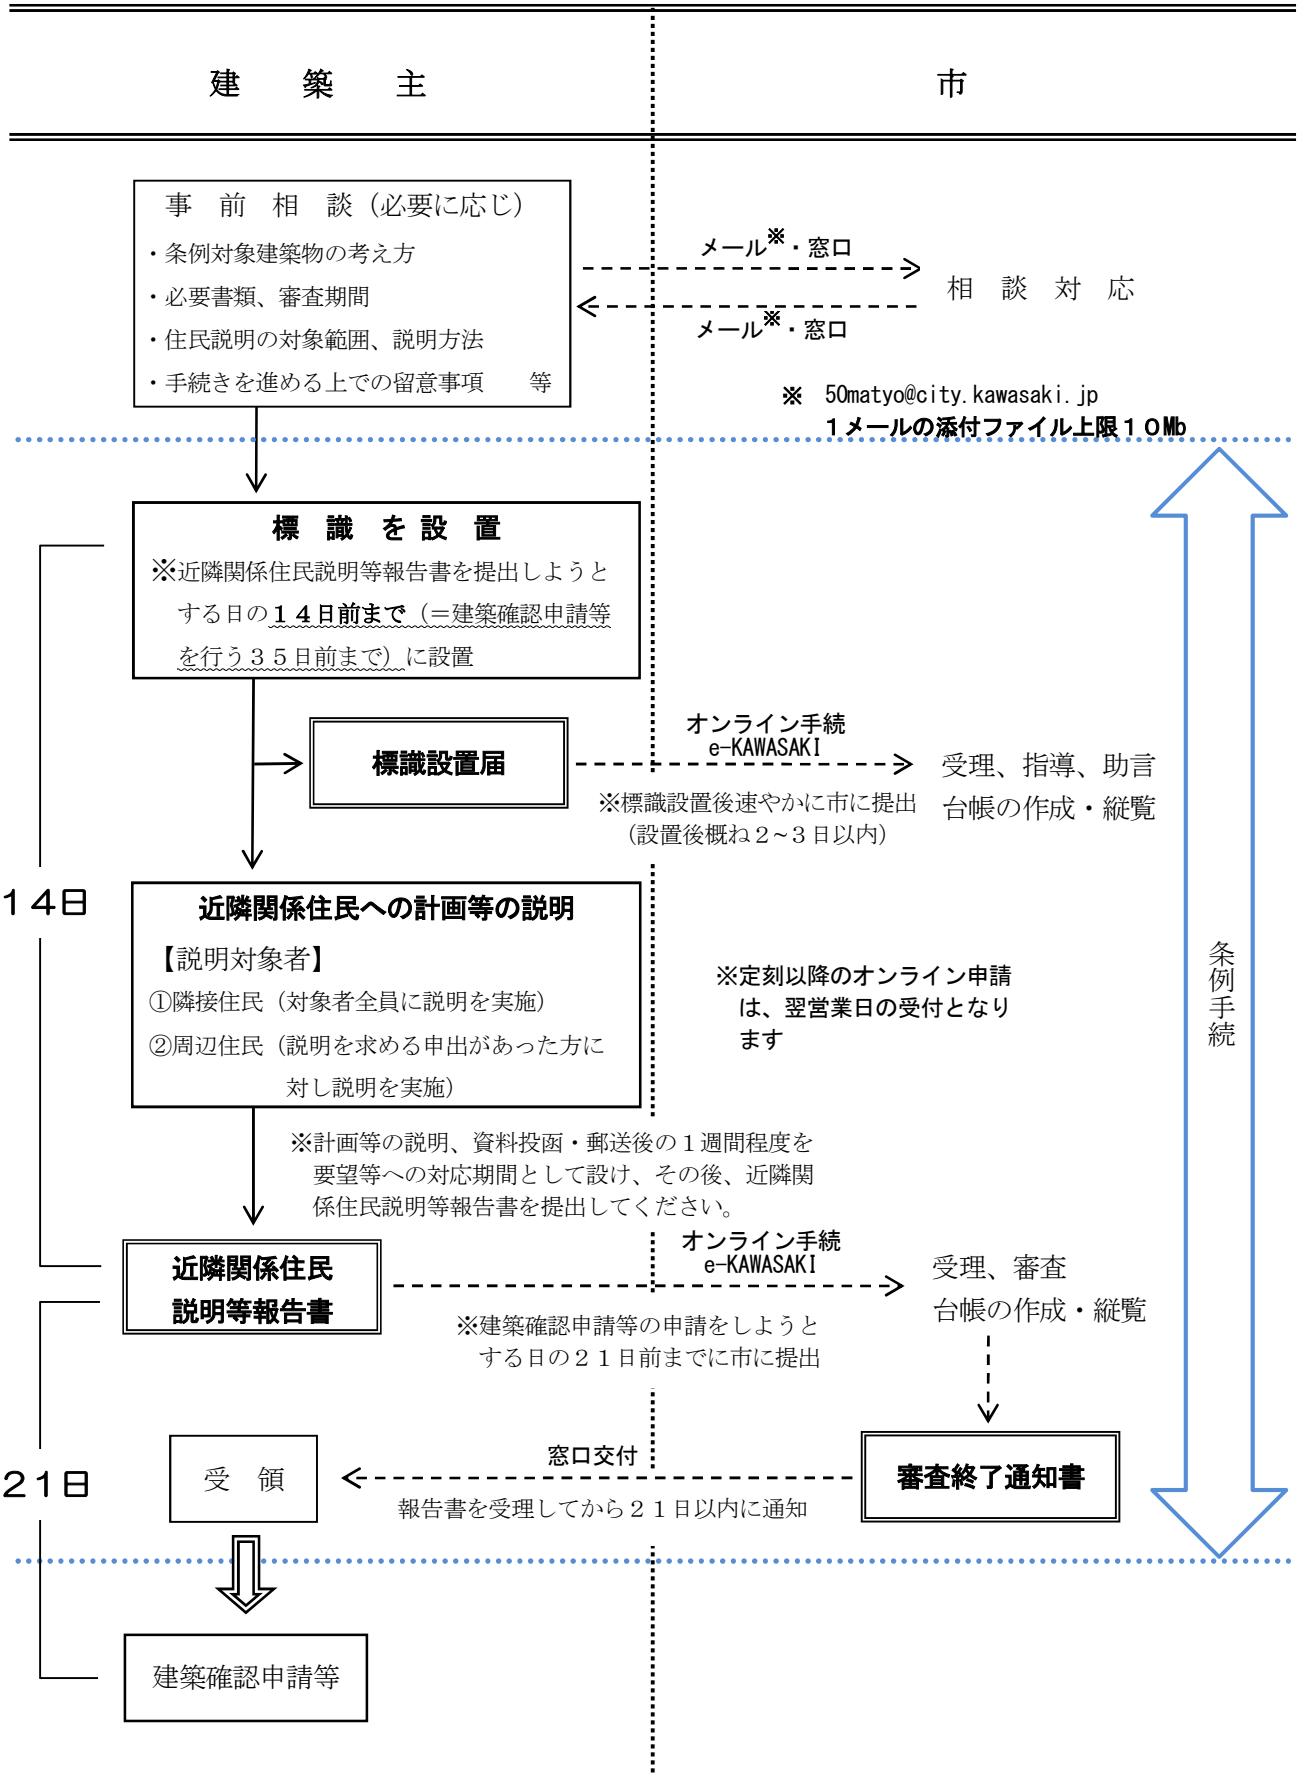 建　築　主
市
事　前　相　談（必要に応じ）
・条例対象建築物の考え方
・必要書類、審査期間
・住民説明の対象範囲、説明方法
・手続きを進める上での留意事項　　等
メール※・窓口
メール※・窓口
相　談　対　応
※　50matyo@city.kawasaki.jp
１メールの添付ファイル上限１０Mb
標　識　を　設　置
※近隣関係住民説明等報告書を提出しようと
する日の１４日前まで（＝建築確認申請等
を行う３５日前まで）に設置
標識設置届
オンライン手続
e-KAWASAKI
※標識設置後速やかに市に提出
（設置後概ね２~３日以内）
受理、指導、助言
台帳の作成・縦覧
14日
近隣関係住民への計画等の説明
【説明対象者】
①隣接住民（対象者全員に説明を実施）
②周辺住民（説明を求める申出があった方に
対し説明を実施）
※定刻以降のオンライン申請
は、翌営業日の受付となり
ます
条例手続
※計画等の説明、資料投函・郵送後の１週間程度を
要望等への対応期間として設け、その後、近隣関
係住民説明等報告書を提出してください。
近隣関係住民
説明等報告書
オンライン手続
e-KAWASAKI
※建築確認申請等の申請をしようと
する日の２１日前までに市に提出
受理、審査
台帳の作成・縦覧
21日
受　領
窓口交付
報告書を受理してから２１日以内に通知
審査終了通知書
建築確認申請等